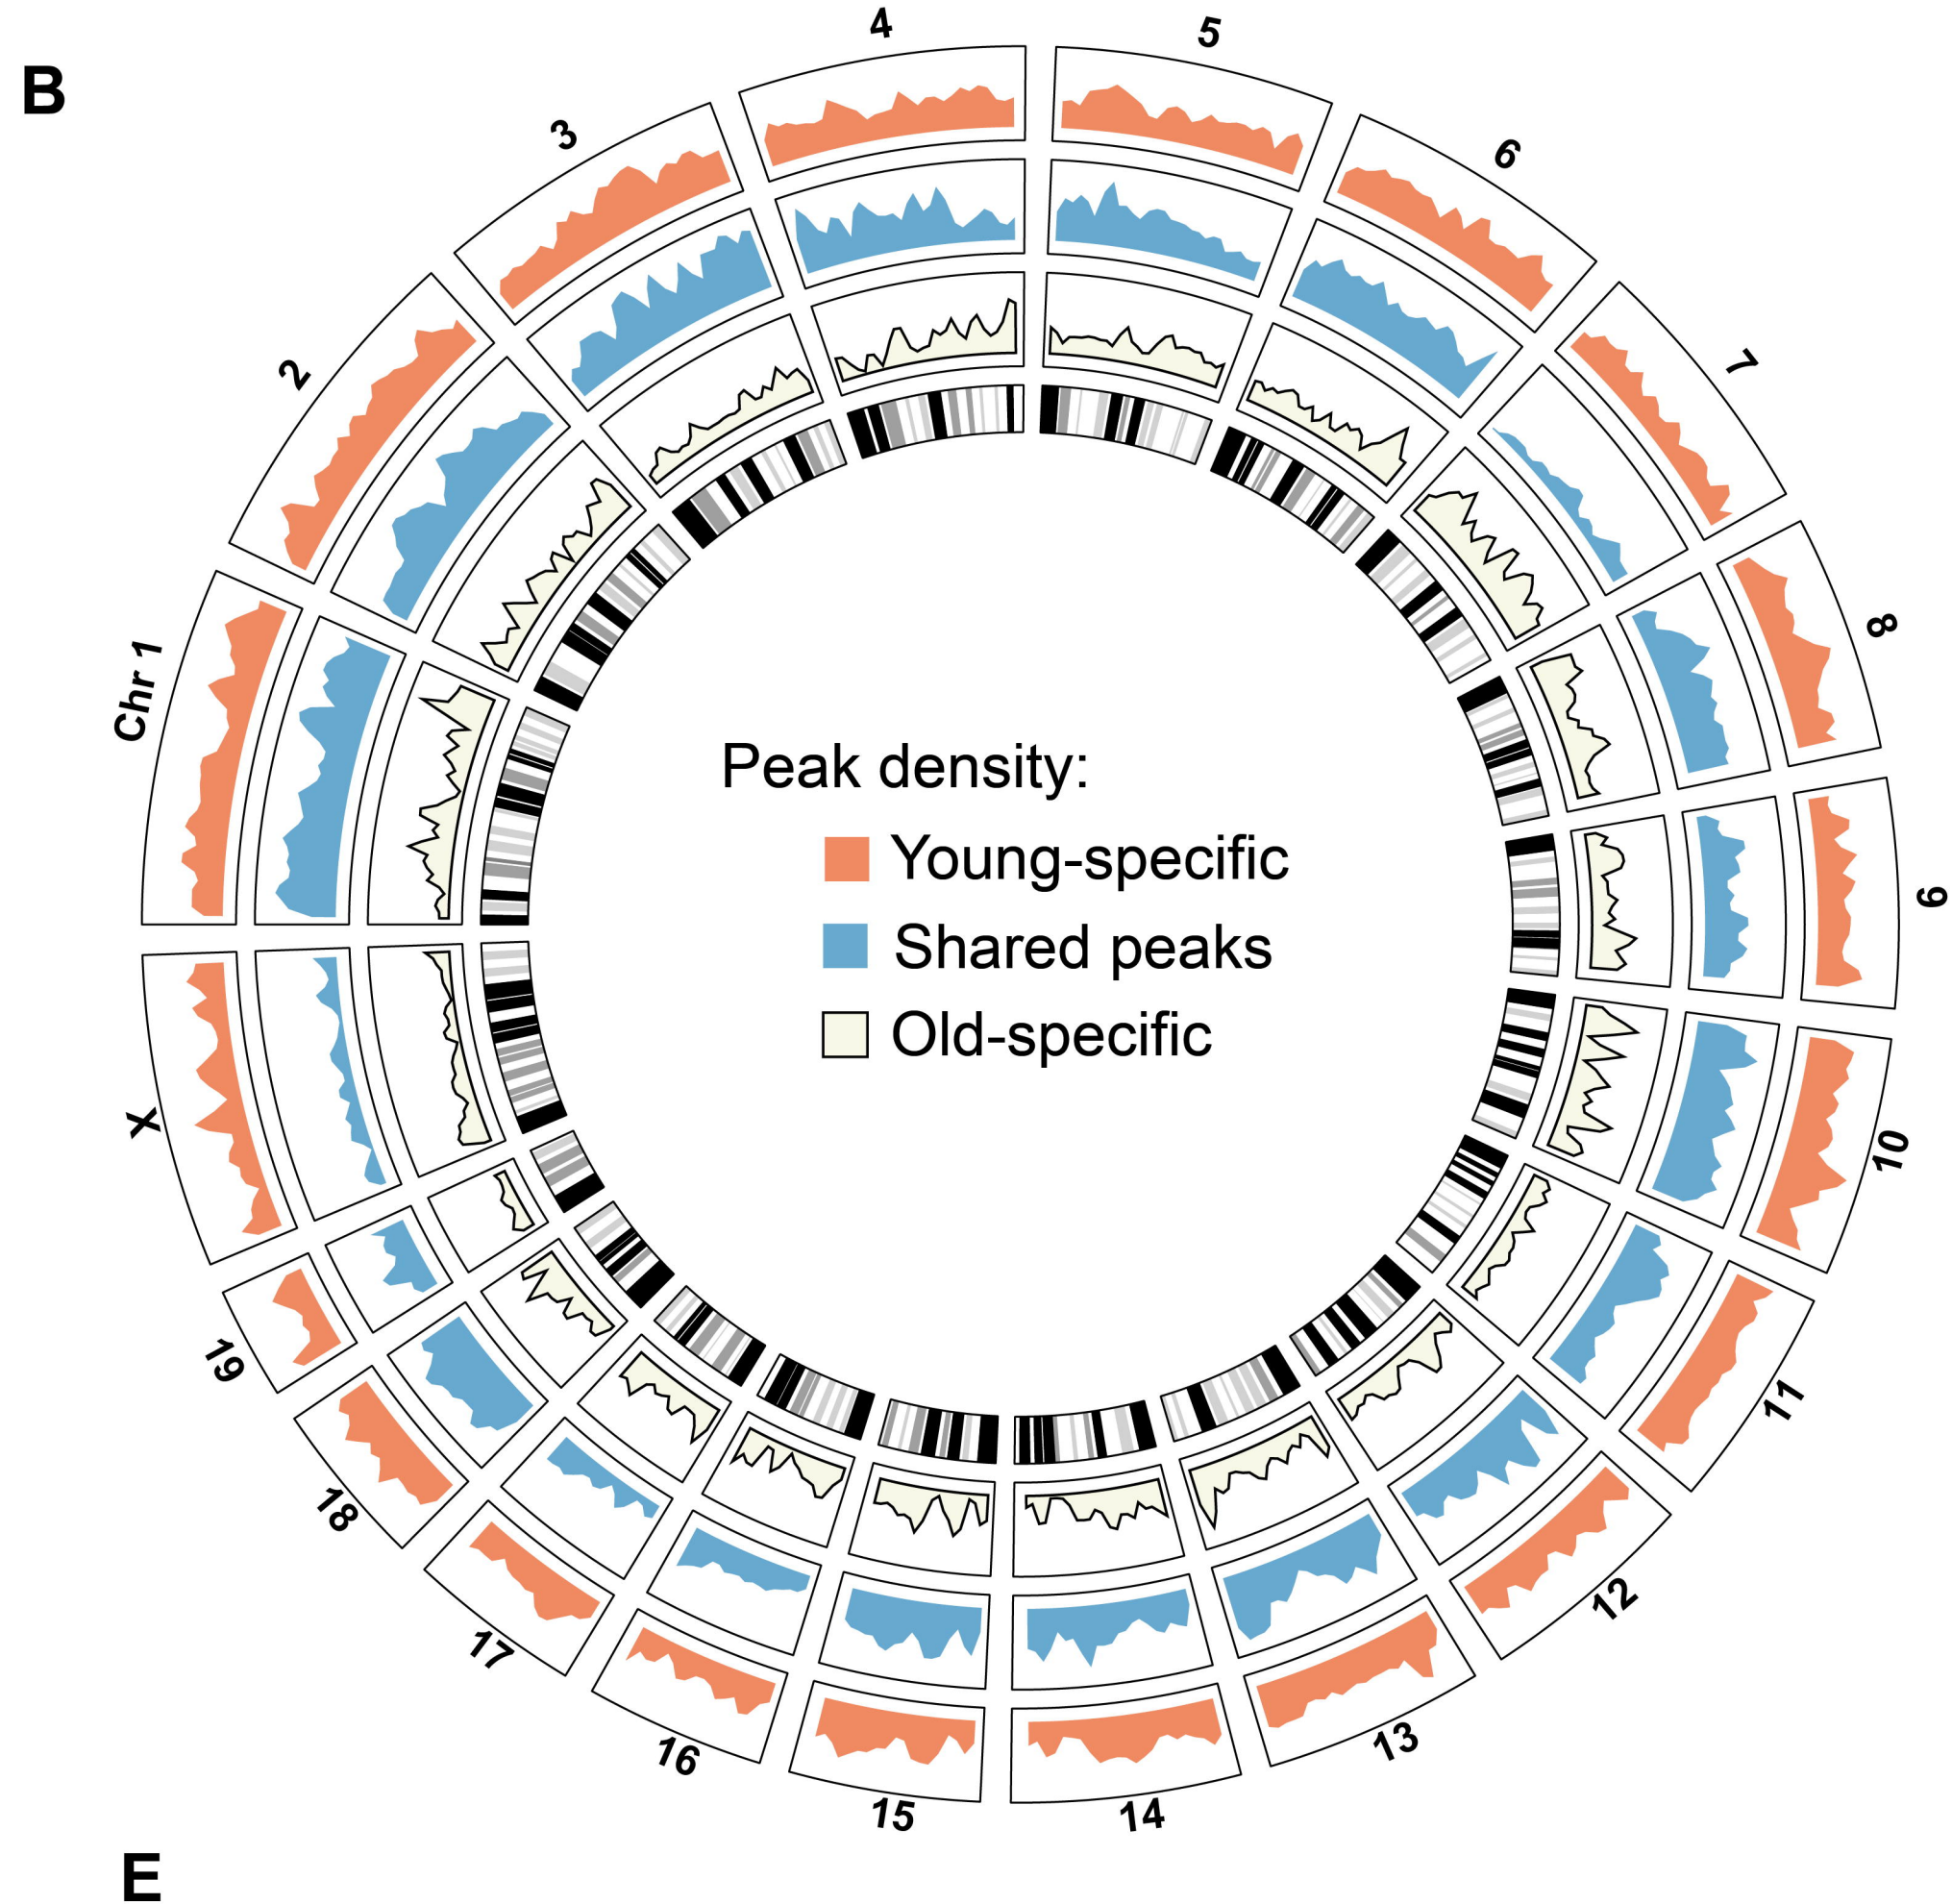 B
Chr 1
2
3
4
5
6
7
8
9
10
11
12
13
14
15
16
17
18
19
X
Peak density:
Young-specific
Shared peaks
Old-specific
E